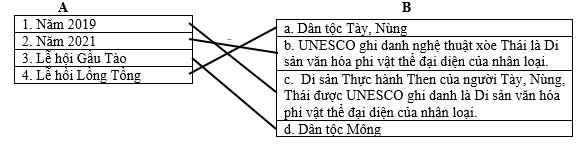 A
B
1. Năm 2019
2. Năm 2021
3. Lễ hội Gầu Tào
4. Lễ hồi Lồng Tồng
a. Dân tộc Tày, Nùng
b. UNESCO ghi danh nghệ thuật xòe Thái là Di
sản văn hóa phi vật thể đại diện của nhân loại.
c. Di sản Thực hành Then của người Tày, Nùng,
Thái được UNESCO ghi danh là Di sản văn hóa
phi vật thể đại diện của nhân loại.
d. Dân tộc Mông